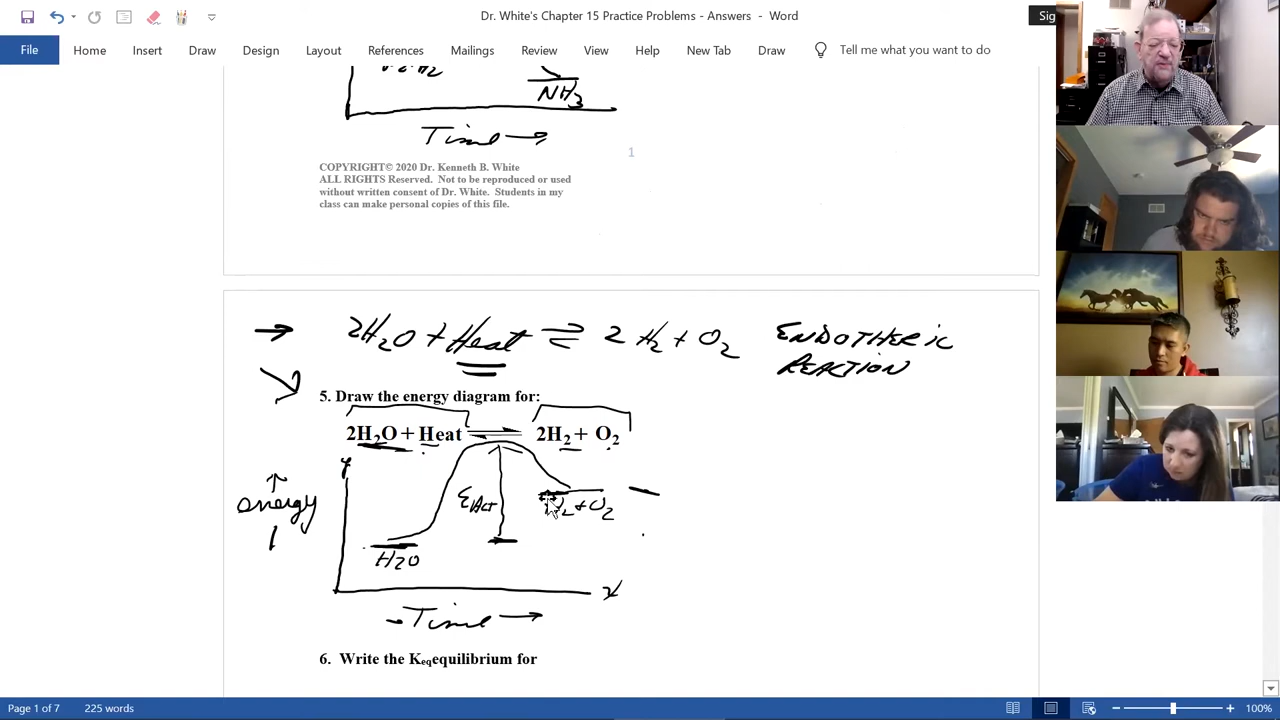 Dr. White's Chapter 15 Practice Problems - Answers - Word
Sig
File Home Insert Draw Design Layout References Mailings Review View Help New Tab Draw Tell me what you want to do
NH3
Time →
1
COPYRIGHT© 2020 Dr. Kenneth B. White
ALL RIGHTS Reserved. Not to be reproduced or used
without written consent of Dr. White. Students in my
class can make personal copies of this file.
→ 2H2O + Heat ⇌ 2 H2 + O2 ENDOTHERIC
REACTION
5. Draw the energy diagram for:
2H2O + Heat ⇌ 2H2 + O2
y
energy
EAct
H2 + O2
H2O
x
Time →
6. Write the Keqequilibrium for
Page 1 of 7 225 words 100%